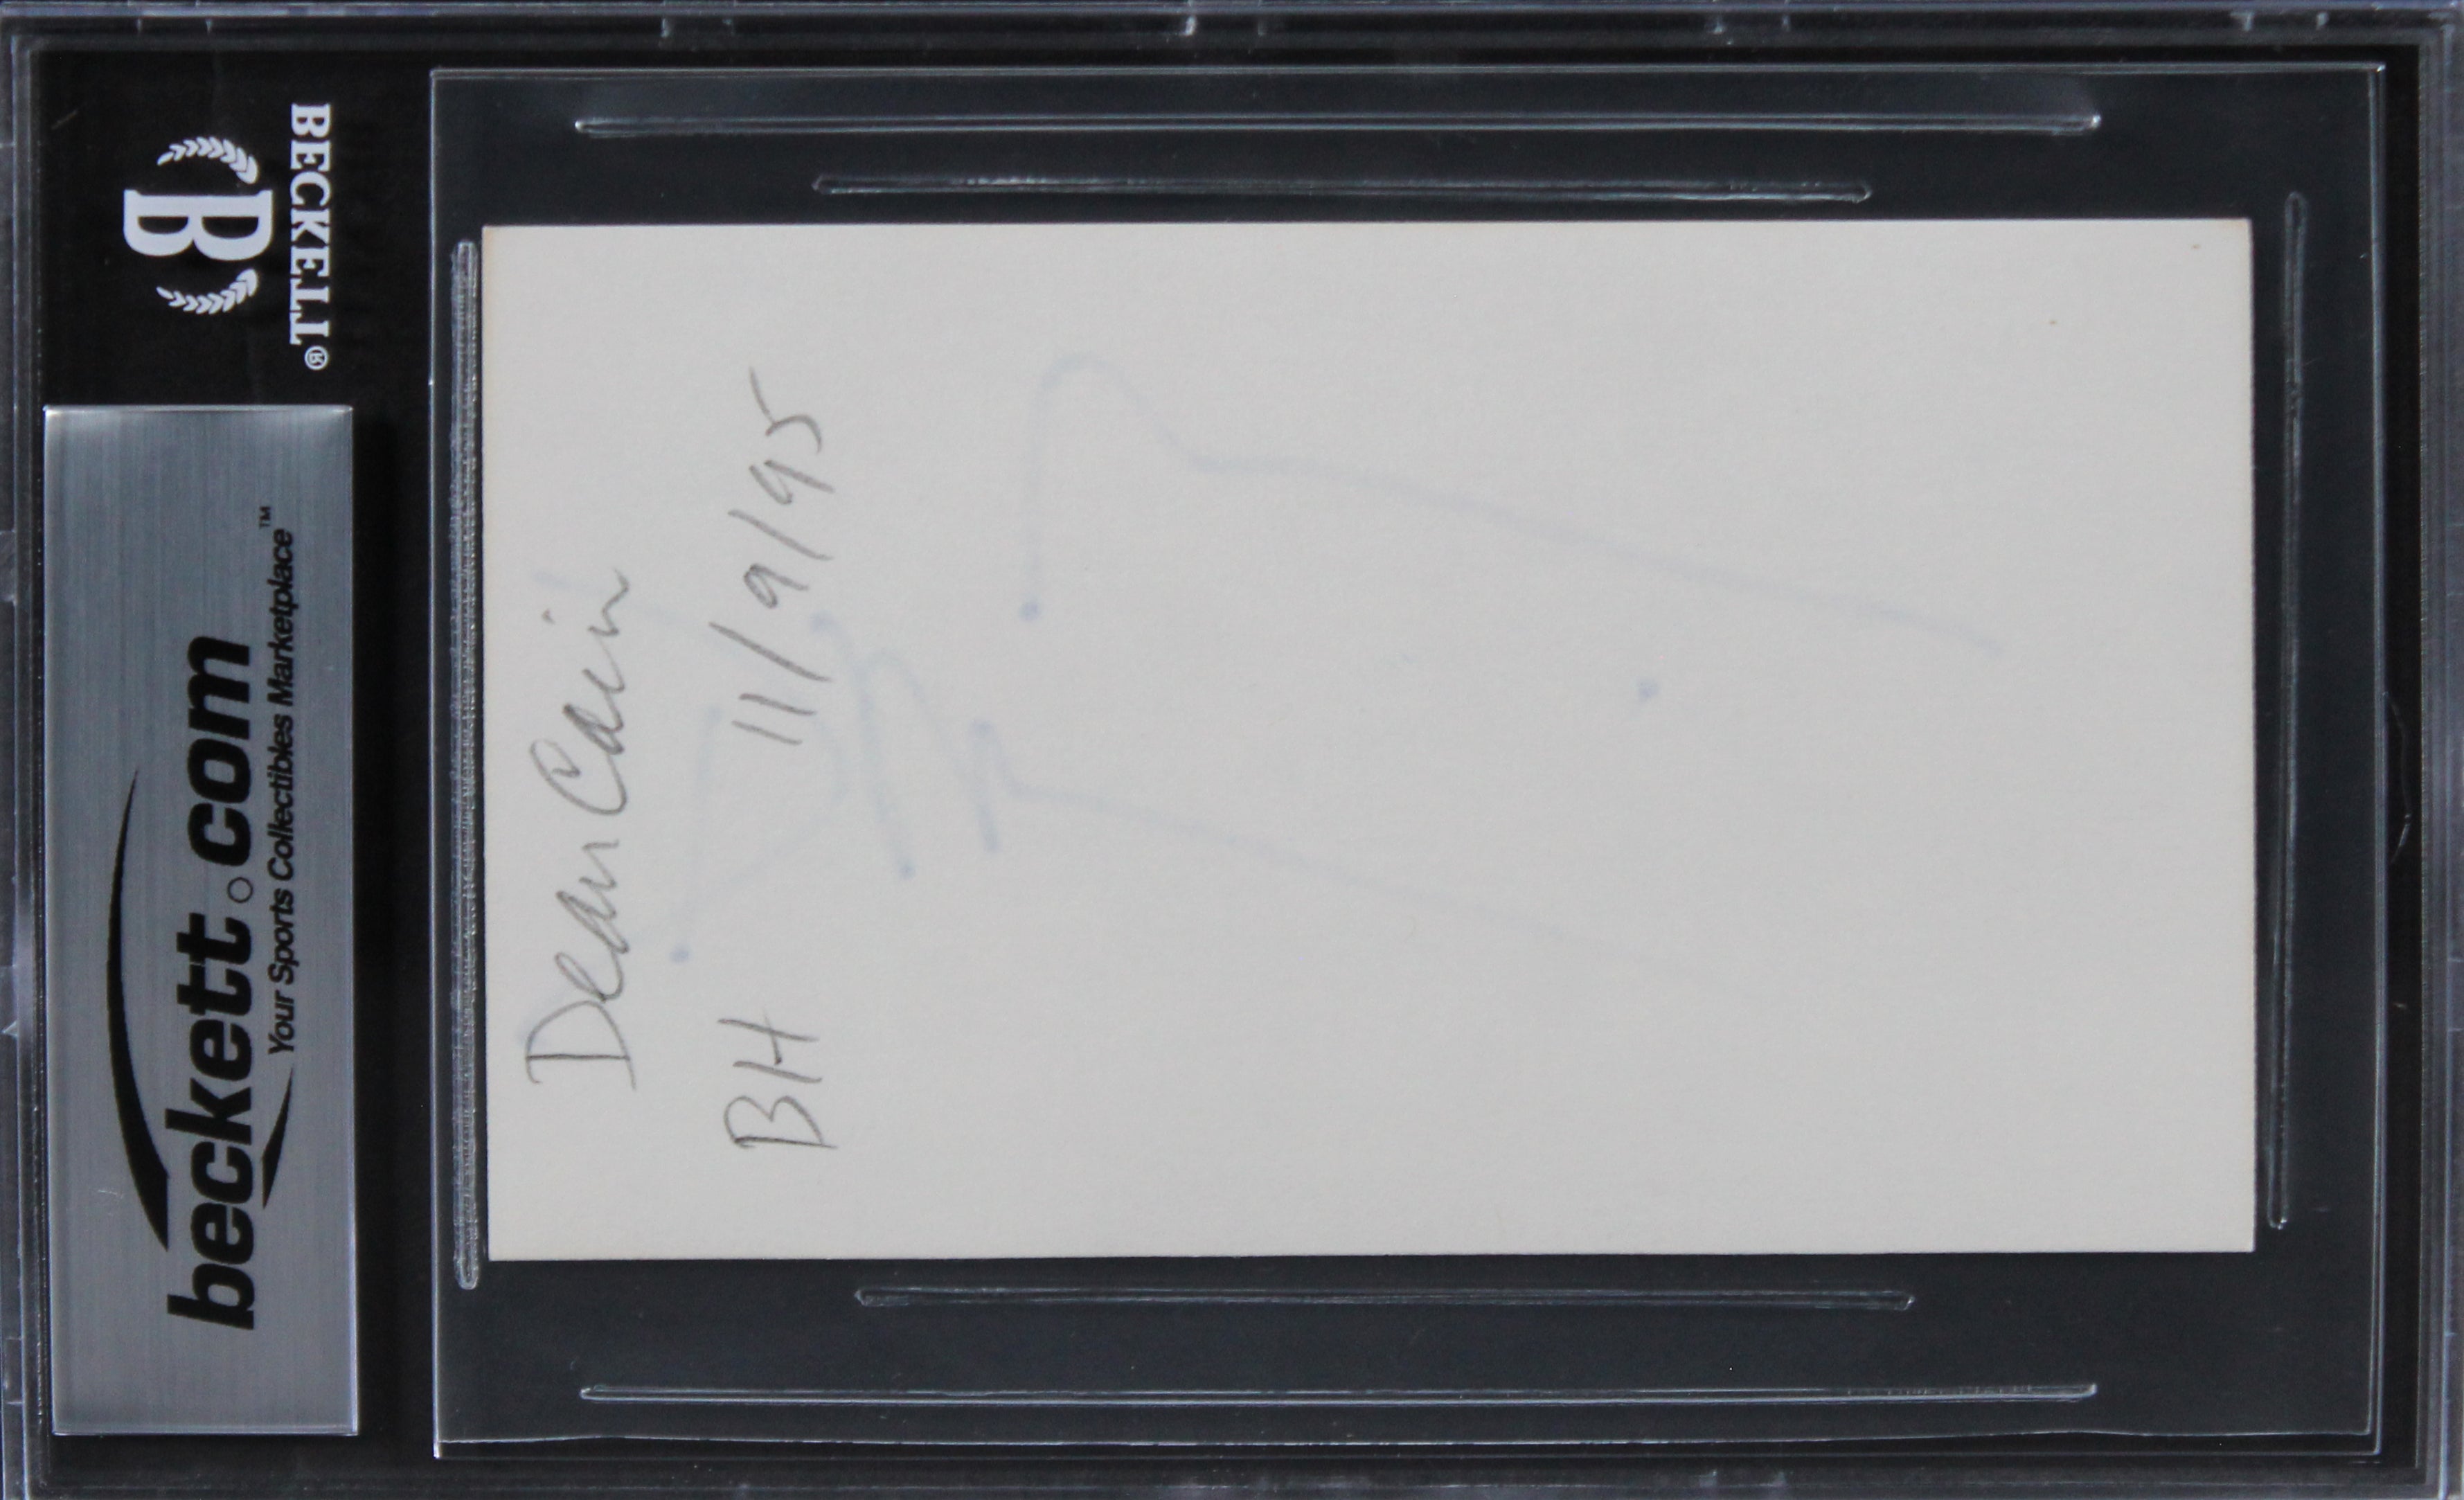 BECKETT®
B
beckett.com
Your Sports Collectibles Marketplace™
Dean Cain
BH 11/9/95